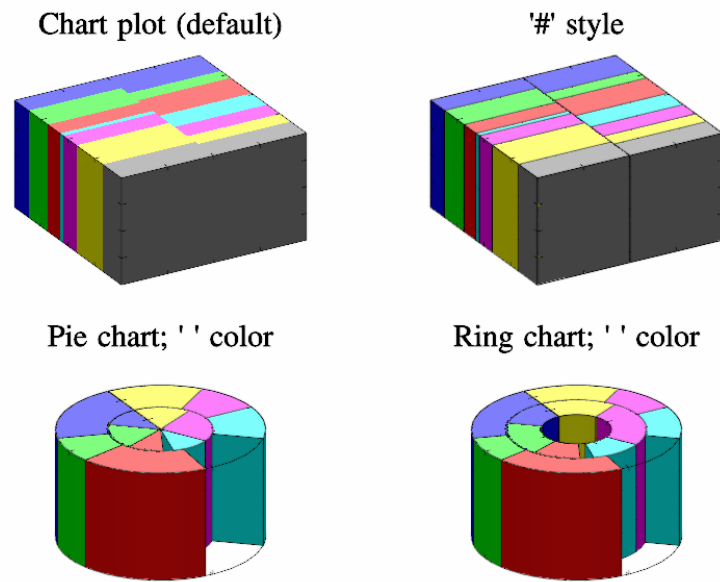 Chart plot (default)
'#' style
Pie chart; ' ' color
Ring chart; ' ' color